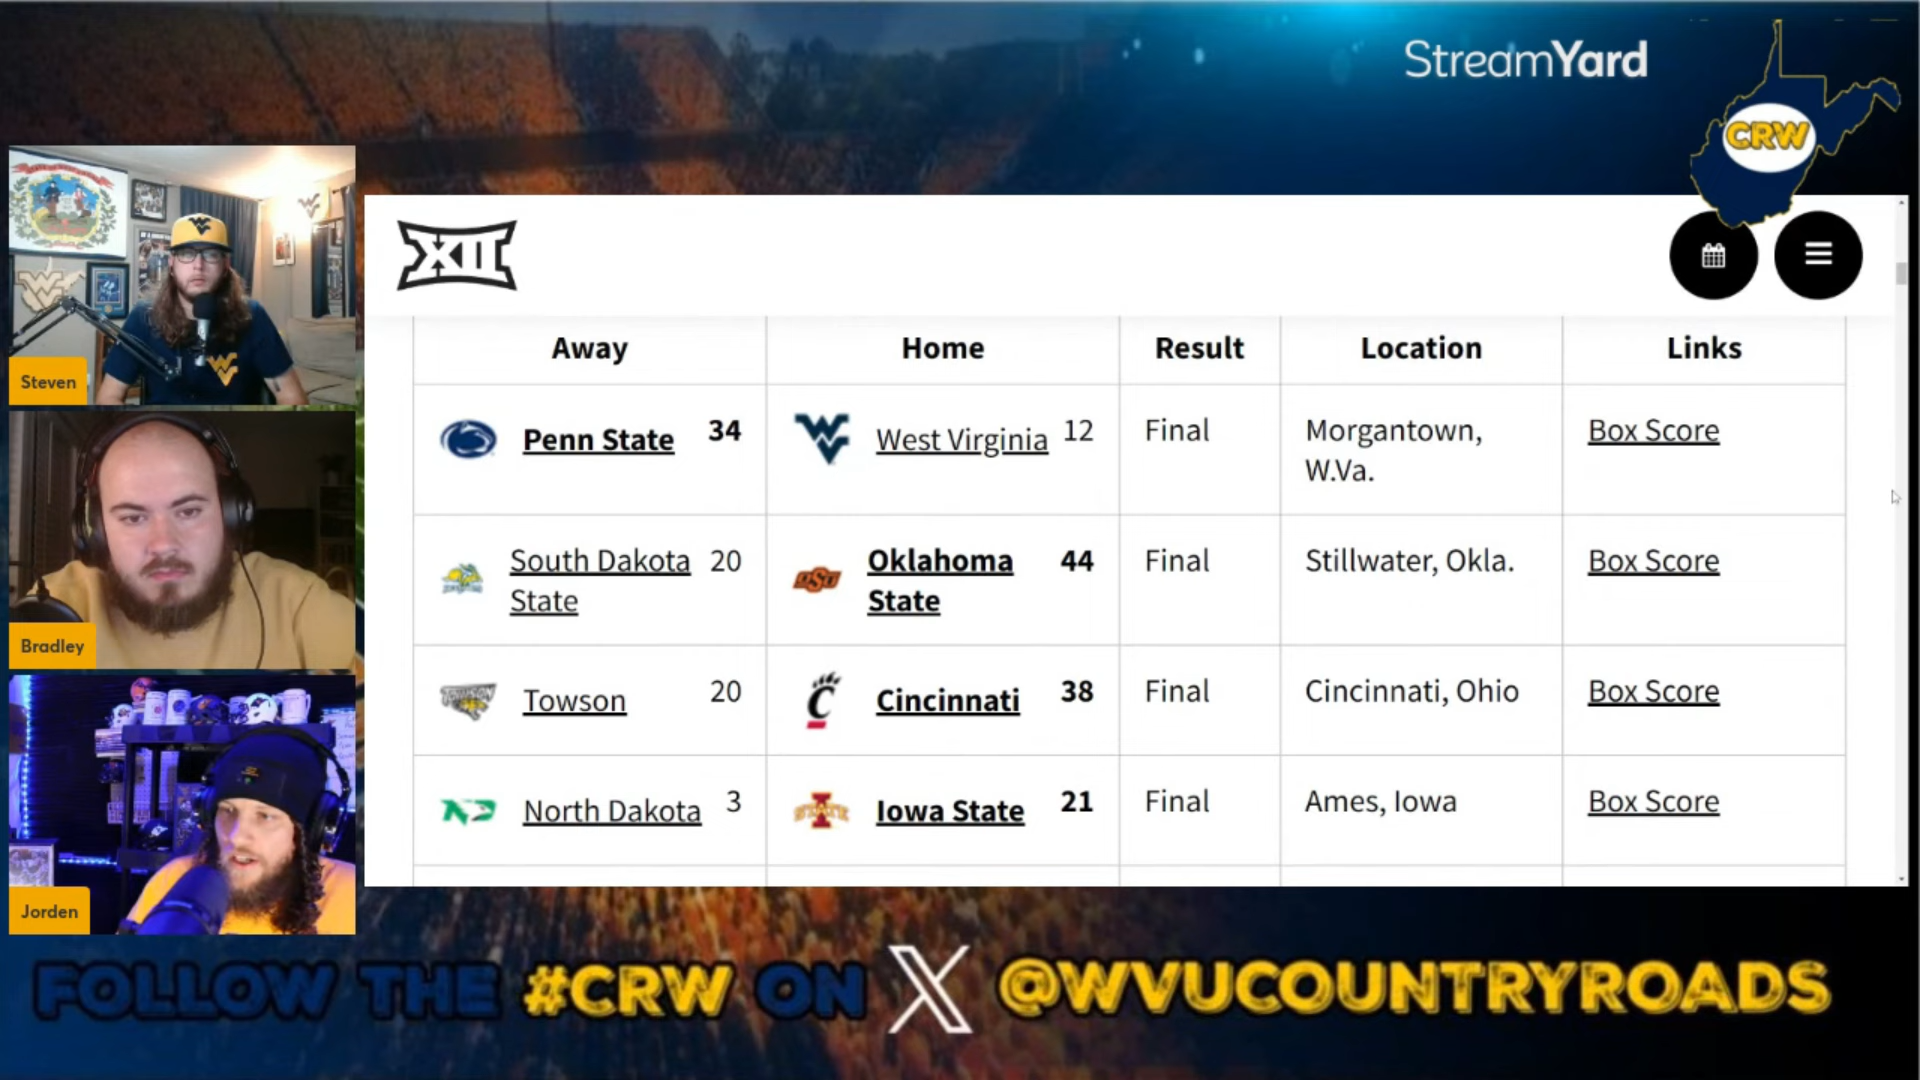 StreamYard
CRW
XII
Away Home Result Location Links
Penn State 34 West Virginia 12 Final Morgantown, W.Va. Box Score
South Dakota State 20 Oklahoma State 44 Final Stillwater, Okla. Box Score
Towson 20 Cincinnati 38 Final Cincinnati, Ohio Box Score
North Dakota 3 Iowa State 21 Final Ames, Iowa Box Score
Steven
Bradley
Jorden
FOLLOW THE #CRW ON X @WVUCOUNTRYROADS